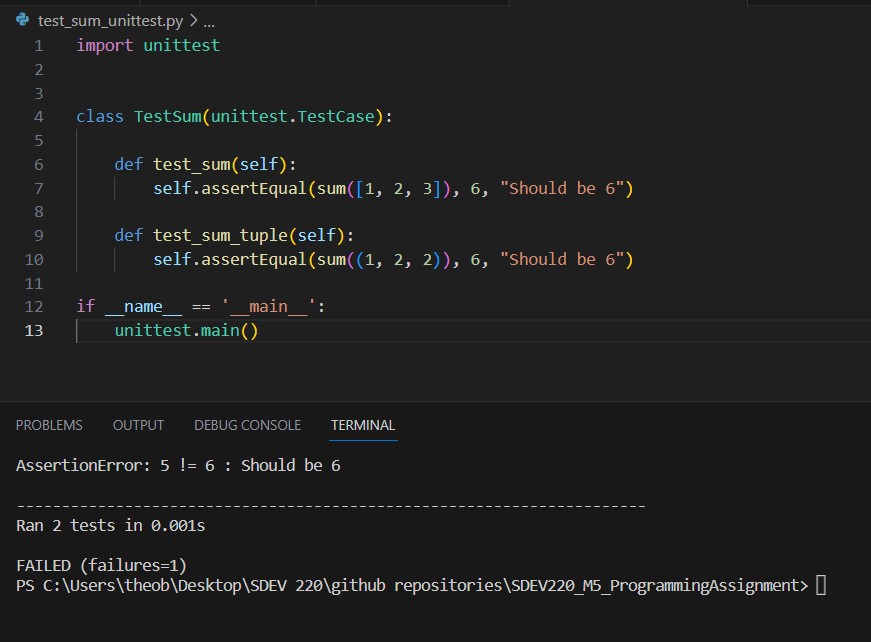 test_sum_unittest.py > ...
1 import unittest
2
3
4 class TestSum(unittest.TestCase):
5
6     def test_sum(self):
7         self.assertEqual(sum([1, 2, 3]), 6, "Should be 6")
8
9     def test_sum_tuple(self):
10         self.assertEqual(sum((1, 2, 2)), 6, "Should be 6")
11
12 if __name__ == '__main__':
13     unittest.main()
PROBLEMS OUTPUT DEBUG CONSOLE TERMINAL
AssertionError: 5 != 6 : Should be 6
----------------------------------------------------------------------
Ran 2 tests in 0.001s
FAILED (failures=1)
PS C:\Users\theob\Desktop\SDEV 220\github repositories\SDEV220_M5_ProgrammingAssignment>